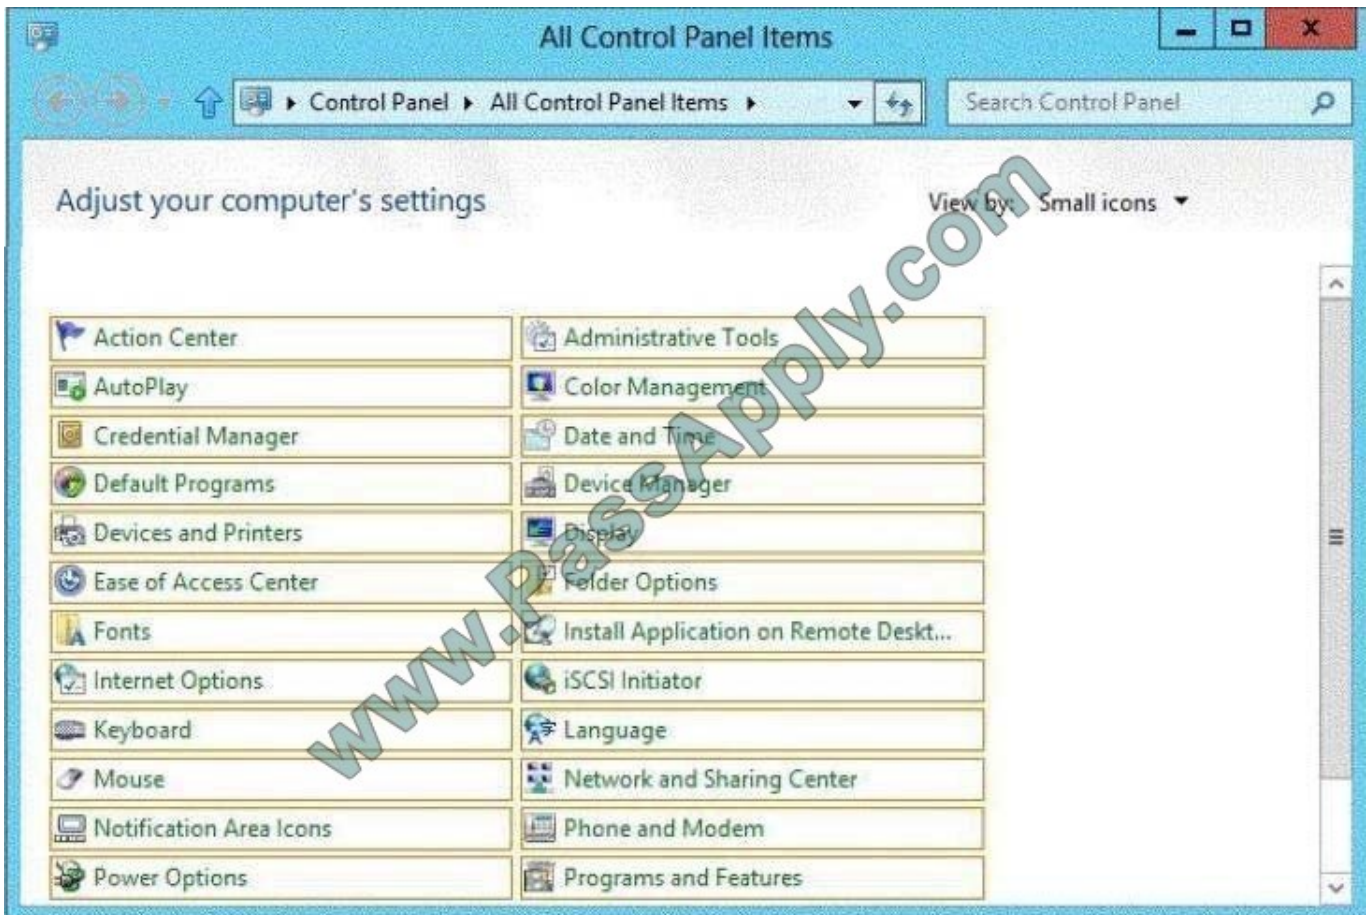 All Control Panel Items
Control Panel All Control Panel Items
Search Control Panel
Adjust your computer's settings
View by: Small icons
Action Center
Administrative Tools
AutoPlay
Color Management
Credential Manager
Date and Time
Default Programs
Device Manager
Devices and Printers
Display
Ease of Access Center
Folder Options
Fonts
Install Application on Remote Deskt...
Internet Options
iSCSI Initiator
Keyboard
Language
Mouse
Network and Sharing Center
Notification Area Icons
Phone and Modem
Power Options
Programs and Features
www.PassApply.com